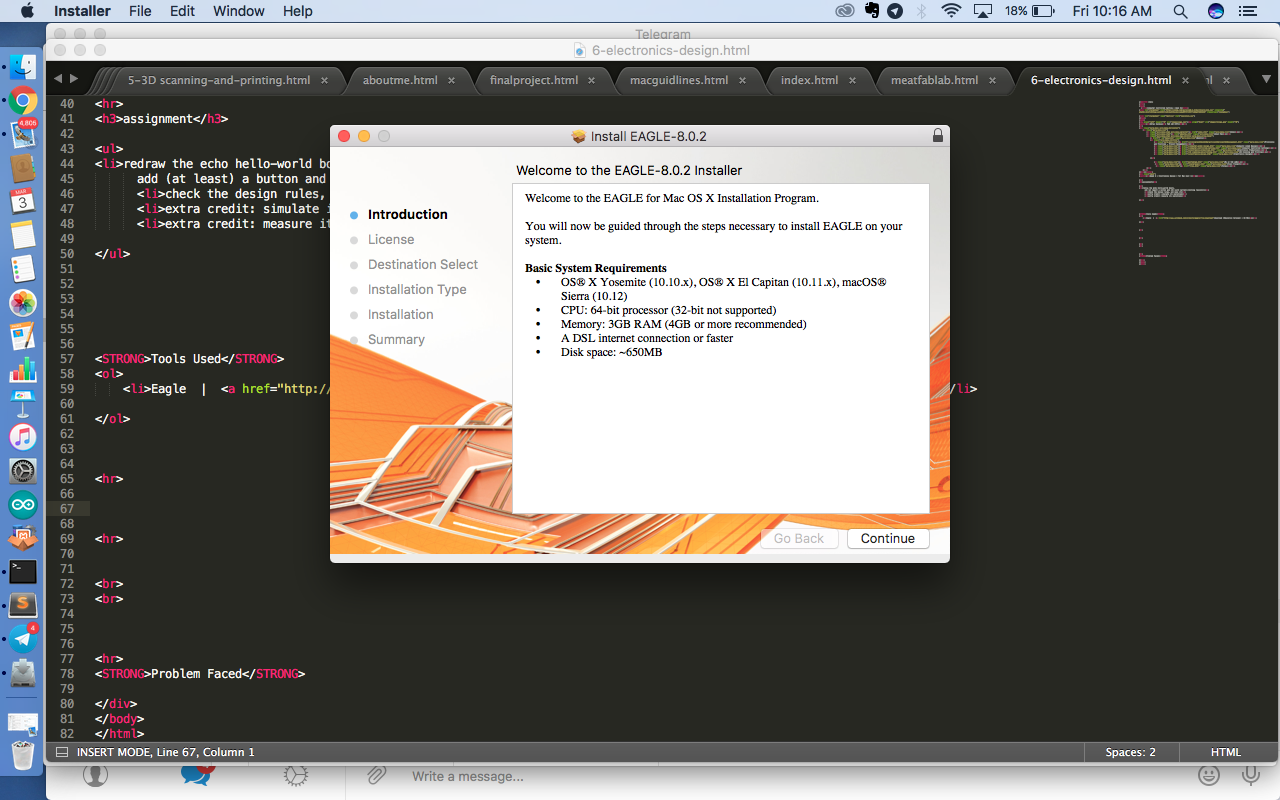 Installer File Edit Window Help 18% Fri 10:16 AM
Telegram
6-electronics-design.html
5-3D scanning-and-printing.html × aboutme.html × finalproject.html × macguidlines.html × index.html × meatfablab.html × 6-electronics-design.html ×
40 <hr>
41 <h3>assignment</h3>
42
43 <ul>
44 <li>redraw the echo hello-world bo
45 add (at least) a button and
46 <li>check the design rules,
47 <li>extra credit: simulate i
48 <li>extra credit: measure it
49
50 </ul>
51
52
53
54
55
56
57 <STRONG>Tools Used</STRONG>
58 <ol>
59 <li>Eagle | <a href="http:// /li>
60
61 </ol>
62
63
64
65 <hr>
66
67
68
69 <hr>
70
71
72 <br>
73 <br>
74
75
76
77 <hr>
78 <STRONG>Problem Faced</STRONG>
79
80 </div>
81 </body>
82 </html>
INSERT MODE, Line 67, Column 1 Spaces: 2 HTML
Install EAGLE-8.0.2
Welcome to the EAGLE-8.0.2 Installer
Introduction
License
Destination Select
Installation Type
Installation
Summary
Welcome to the EAGLE for Mac OS X Installation Program.
You will now be guided through the steps necessary to install EAGLE on your
system.
Basic System Requirements
• OS® X Yosemite (10.10.x), OS® X El Capitan (10.11.x), macOS®
Sierra (10.12)
• CPU: 64-bit processor (32-bit not supported)
• Memory: 3GB RAM (4GB or more recommended)
• A DSL internet connection or faster
• Disk space: ~650MB
Go Back Continue
4,806
MAR
3
4
Write a message...